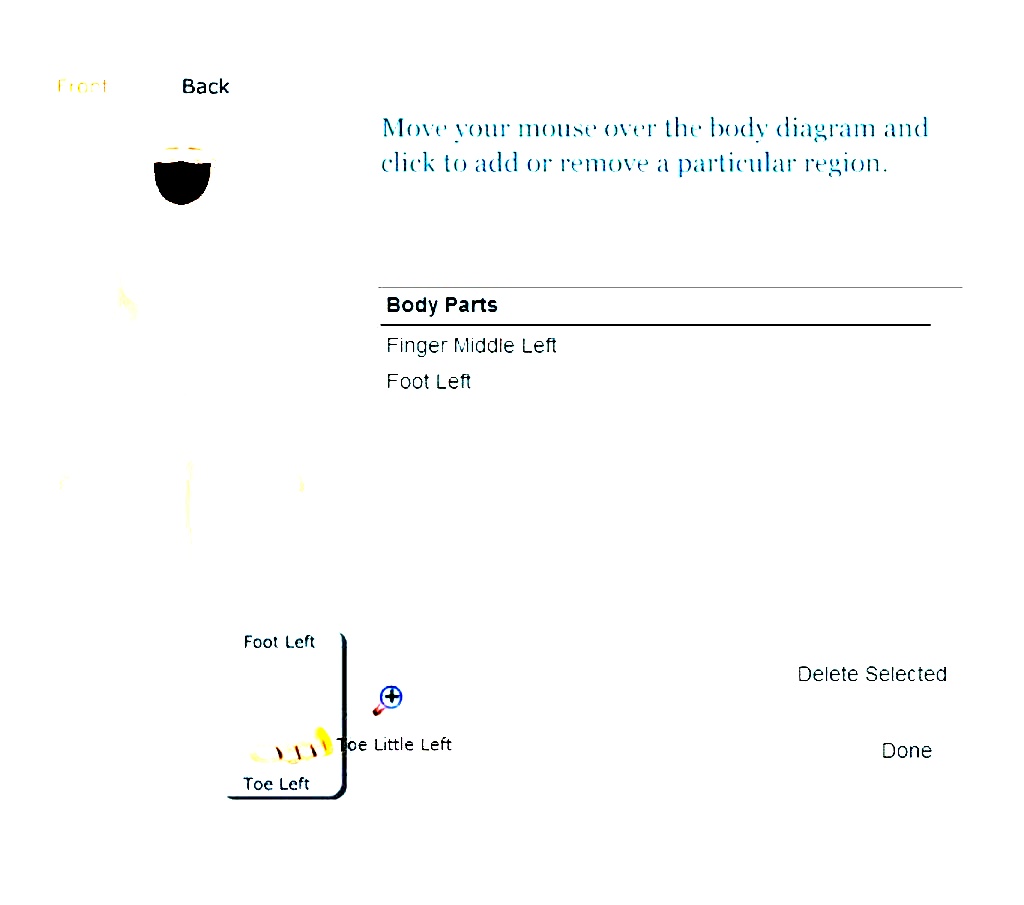 Front
Back
Move your mouse over the body diagram and
click to add or remove a particular region.
Body Parts
Finger Middle Left
Foot Left
Foot Left
Toe Little Left
Toe Left
Delete Selected
Done